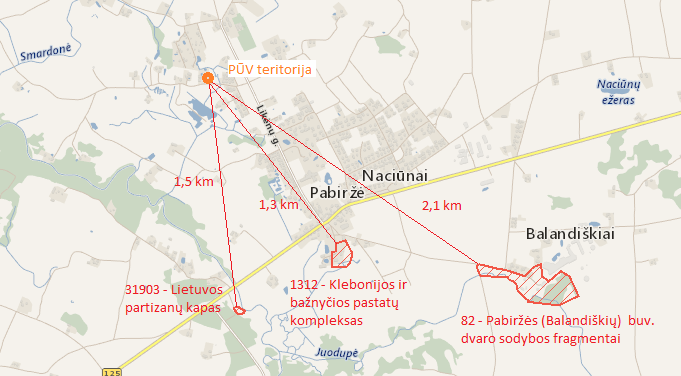 Smardonė
PŪV teritorija
Naciūnų
ežeras
Likėnų g.
1,5 km
Naciūnai
Pabiržė
1,3 km
2,1 km
Balandiškiai
31903 - Lietuvos
partizanų kapas
1312 - Klebonijos ir
bažnyčios pastatų
kompleksas
82 - Pabiržės (Balandiškių) buv.
dvaro sodybos fragmentai
Juodupė
125